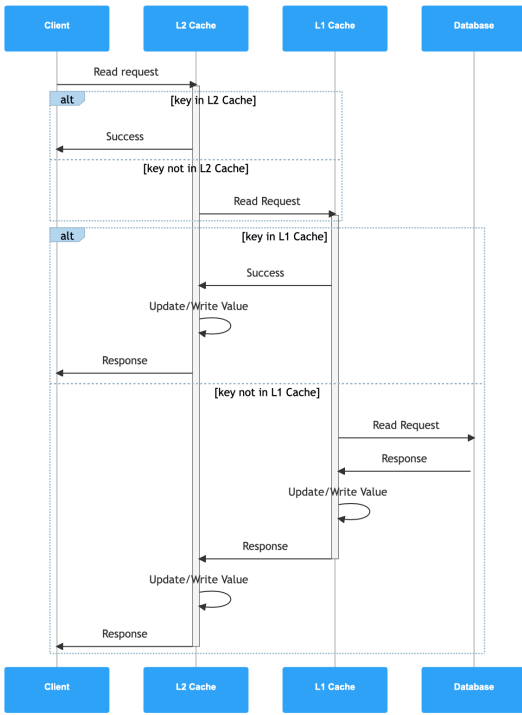 Client
L2 Cache
L1 Cache
Database
Read request
alt
[key in L2 Cache]
Success
[key not in L2 Cache]
Read Request
alt
[key in L1 Cache]
Success
Update/Write Value
Response
[key not in L1 Cache]
Read Request
Response
Update/Write Value
Response
Update/Write Value
Response
Client
L2 Cache
L1 Cache
Database